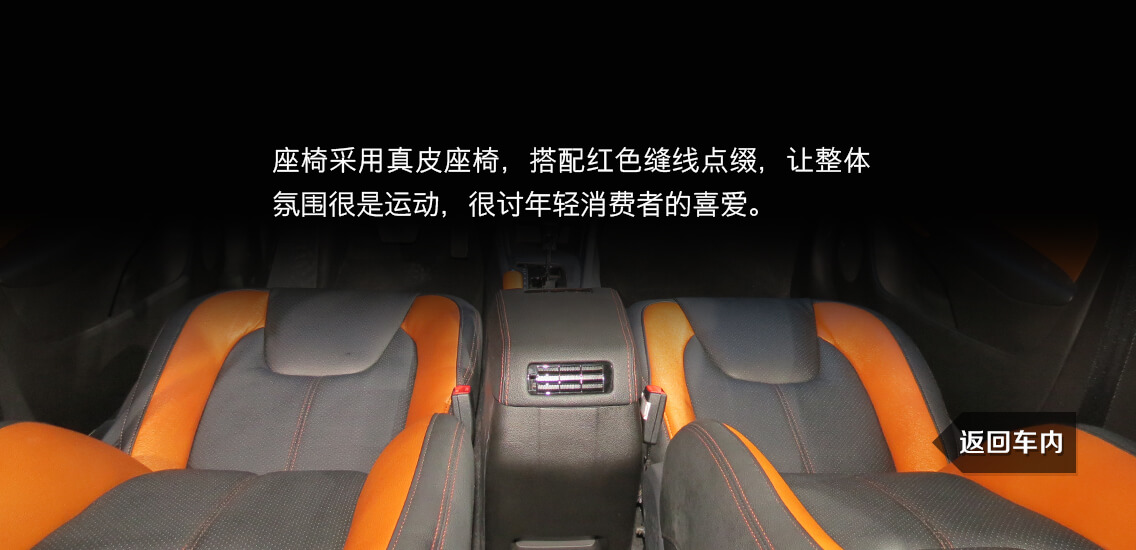 座椅采用真皮座椅，搭配红色缝线点缀，让整体
氛围很是运动，很讨年轻消费者的喜爱。
返回车内